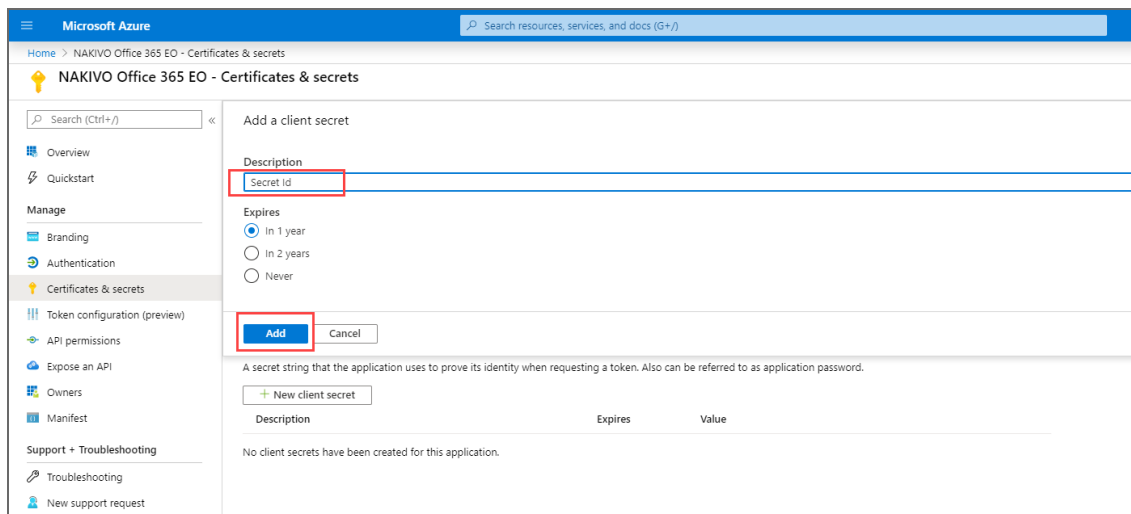 Microsoft Azure
Search resources, services, and docs (G+/)
Home > NAKIVO Office 365 EO - Certificates & secrets
NAKIVO Office 365 EO - Certificates & secrets
Search (Ctrl+/)
«
Overview
Quickstart
Manage
Branding
Authentication
Certificates & secrets
Token configuration (preview)
API permissions
Expose an API
Owners
Manifest
Support + Troubleshooting
Troubleshooting
New support request
Add a client secret
Description
Secret Id
Expires
In 1 year
In 2 years
Never
Add Cancel
A secret string that the application uses to prove its identity when requesting a token. Also can be referred to as application password.
+ New client secret
Description Expires Value
No client secrets have been created for this application.